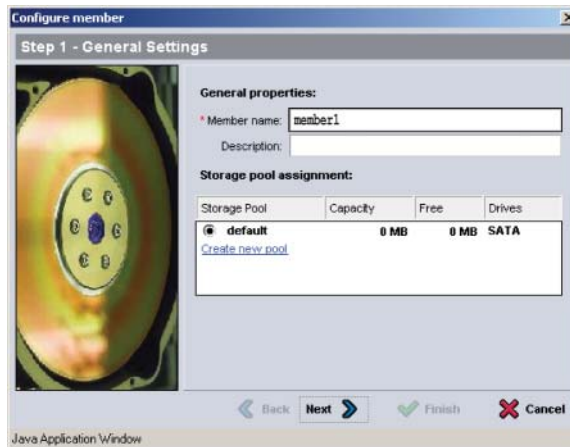 Configure member
Step 1 - General Settings
General properties:
* Member name: member1
Description:
Storage pool assignment:
Storage Pool Capacity Free Drives
default 0 MB 0 MB SATA
Create new pool
Back Next Finish Cancel
Java Application Window